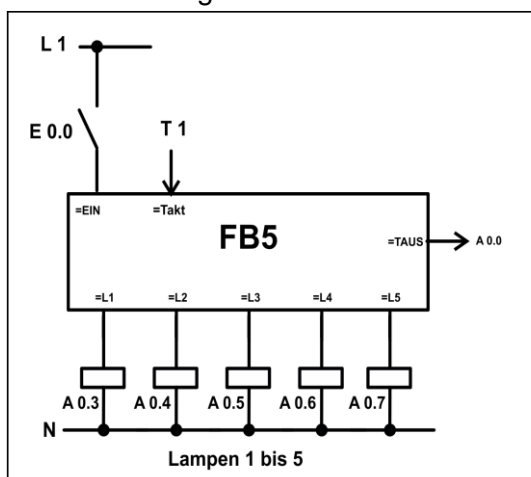 L 1
E 0.0
T 1
=EIN
=Takt
FB5
=TAUS
A 0.0
=L1 =L2 =L3 =L4 =L5
A 0.3 A 0.4 A 0.5 A 0.6 A 0.7
N
Lampen 1 bis 5